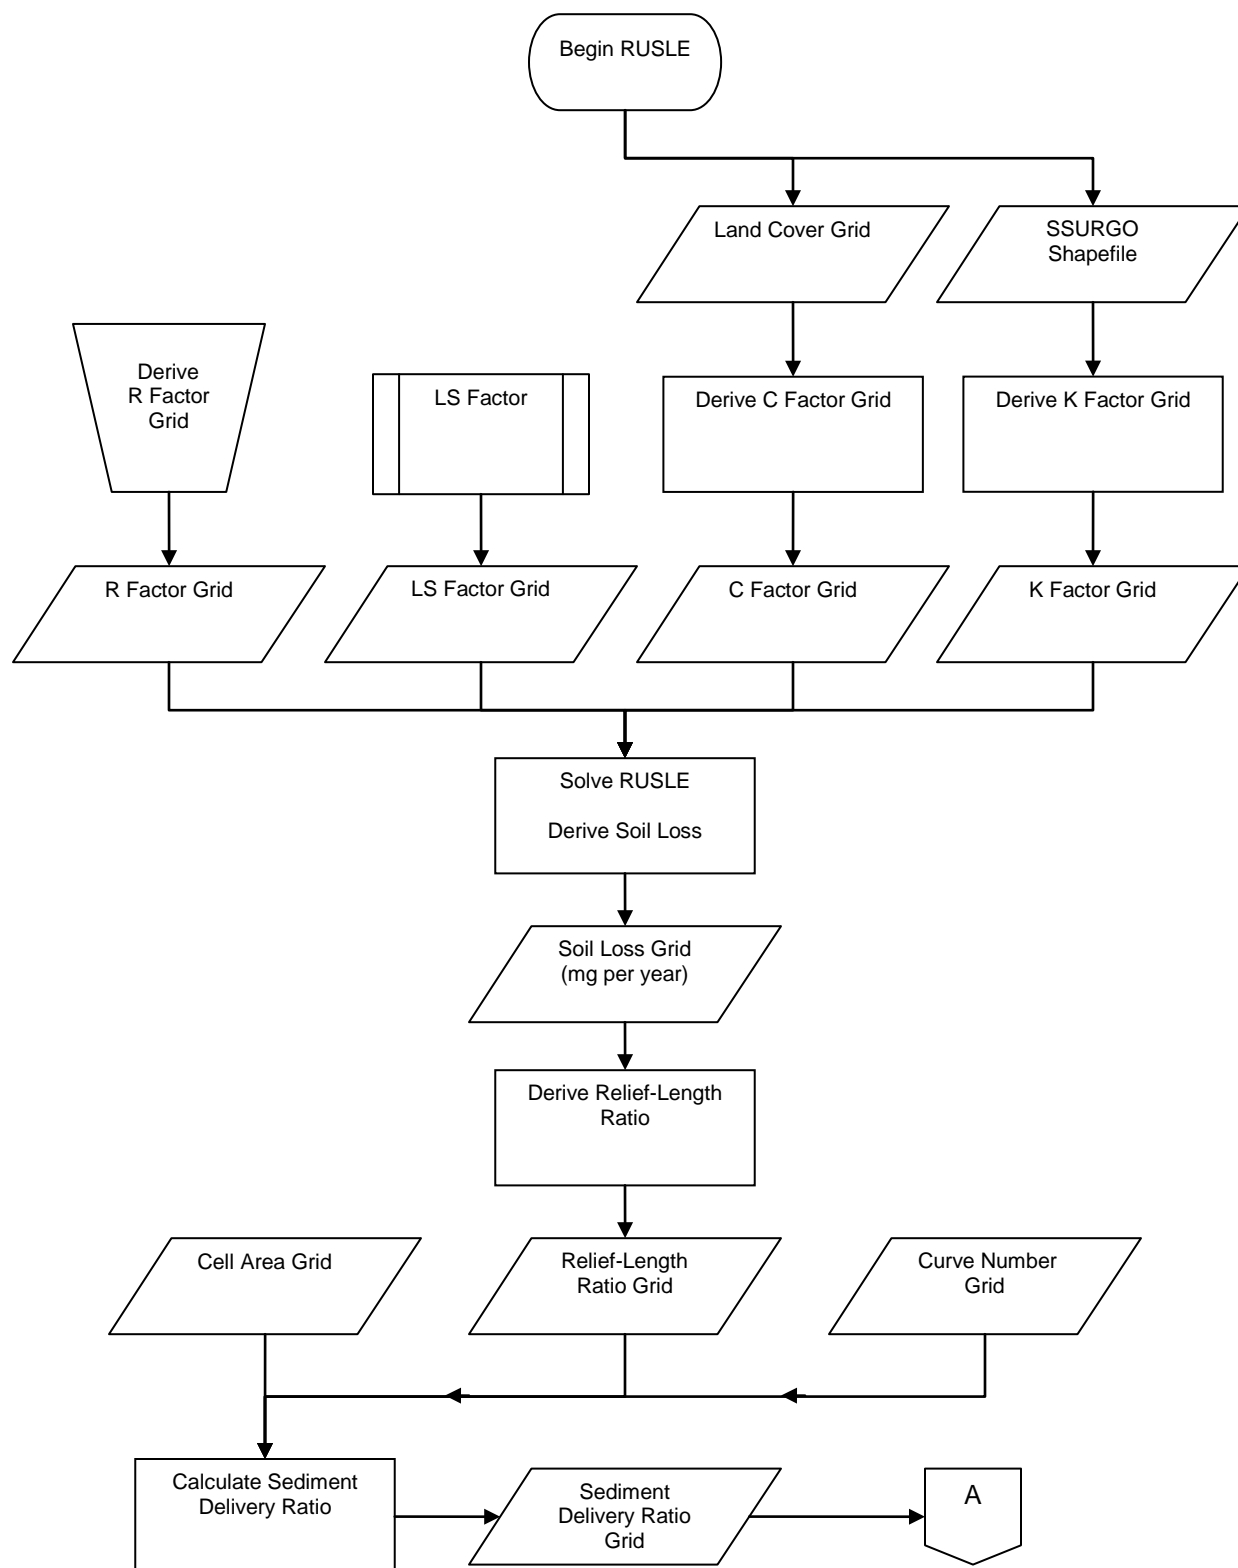 Begin RUSLE
Land Cover Grid
SSURGO
Shapefile
Derive
R Factor
Grid
LS Factor
Derive C Factor Grid
Derive K Factor Grid
R Factor Grid
LS Factor Grid
C Factor Grid
K Factor Grid
Solve RUSLE
Derive Soil Loss
Soil Loss Grid
(mg per year)
Derive Relief-Length
Ratio
Cell Area Grid
Relief-Length
Ratio Grid
Curve Number
Grid
Calculate Sediment
Delivery Ratio
Sediment
Delivery Ratio
Grid
A